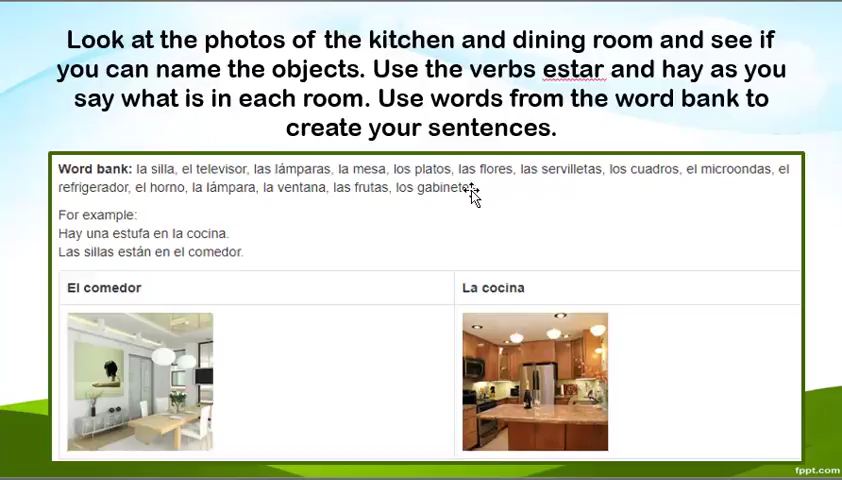 Look at the photos of the kitchen and dining room and see if
you can name the objects. Use the verbs estar and hay as you
say what is in each room. Use words from the word bank to
create your sentences.
Word bank: la silla, el televisor, las lámparas, la mesa, los platos, las flores, las servilletas, los cuadros, el microondas, el
refrigerador, el horno, la lámpara, la ventana, las frutas, los gabinetes
For example:
Hay una estufa en la cocina.
Las sillas están en el comedor.
El comedor
La cocina
fppt.com